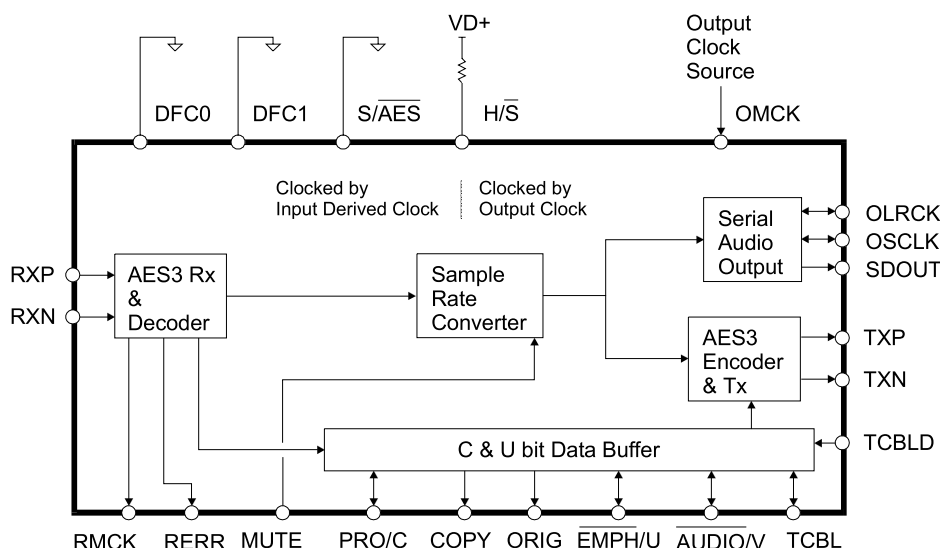 VD+
Output
Clock
Source
DFC0
DFC1
S/AES
H/S
OMCK
Clocked by
Input Derived Clock
Clocked by
Output Clock
Serial
Audio
Output
OLRCK
OSCLK
SDOUT
RXP
RXN
AES3 Rx
&
Decoder
Sample
Rate
Converter
AES3
Encoder
& Tx
TXP
TXN
C & U bit Data Buffer
TCBLD
RMCK
RERR
MUTE
PRO/C
COPY
ORIG
EMPH/U
AUDIO/V
TCBL